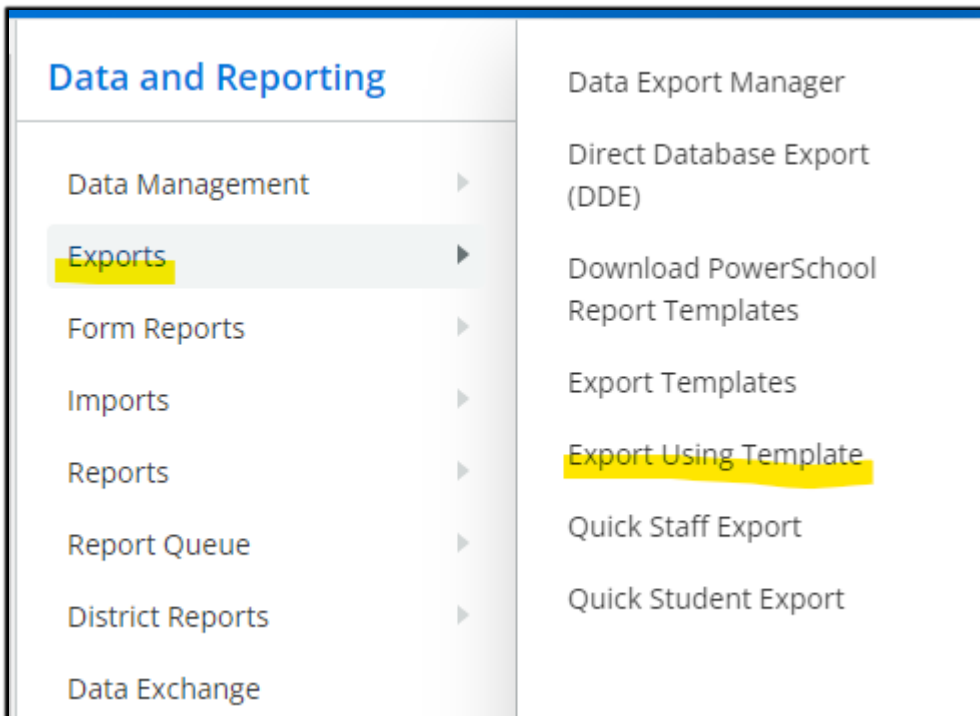 Data and Reporting
Data Management
Exports
Form Reports
Imports
Reports
Report Queue
District Reports
Data Exchange
Data Export Manager
Direct Database Export
(DDE)
Download PowerSchool
Report Templates
Export Templates
Export Using Template
Quick Staff Export
Quick Student Export